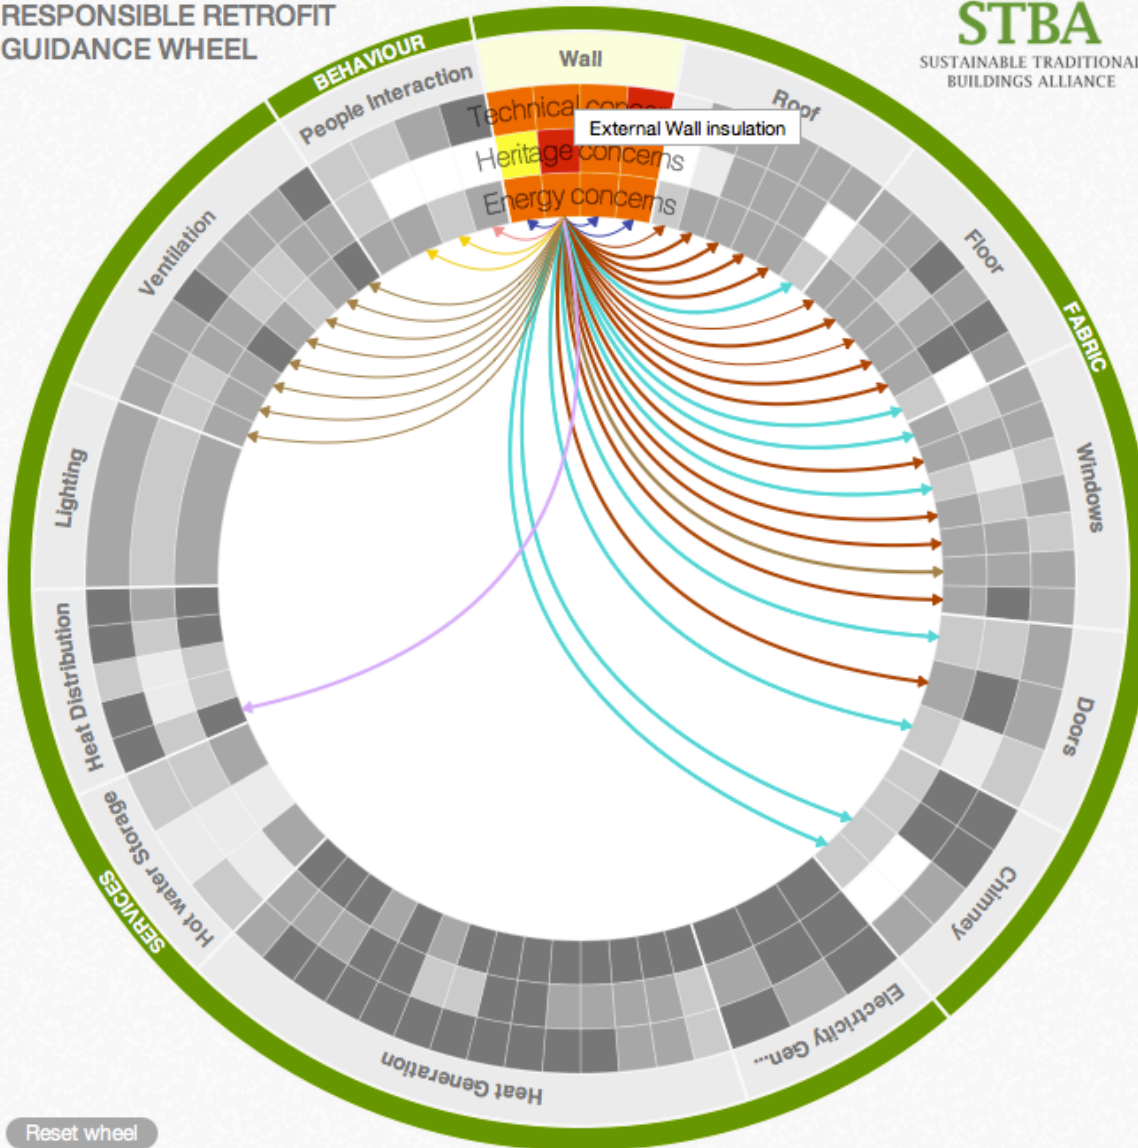 RESPONSIBLE RETROFIT
GUIDANCE WHEEL
STBA
SUSTAINABLE TRADITIONAL
BUILDINGS ALLIANCE
BEHAVIOUR
People Interaction
Wall
Technical
External Wall insulation
Heritage concerns
Energy concerns
Roof
Floor
FABRIC
Windows
Doors
Chimney
Electricity Gen...
Heat Generation
Hot water Storage
SERVICES
Heat Distribution
Lighting
Ventilation
Reset wheel